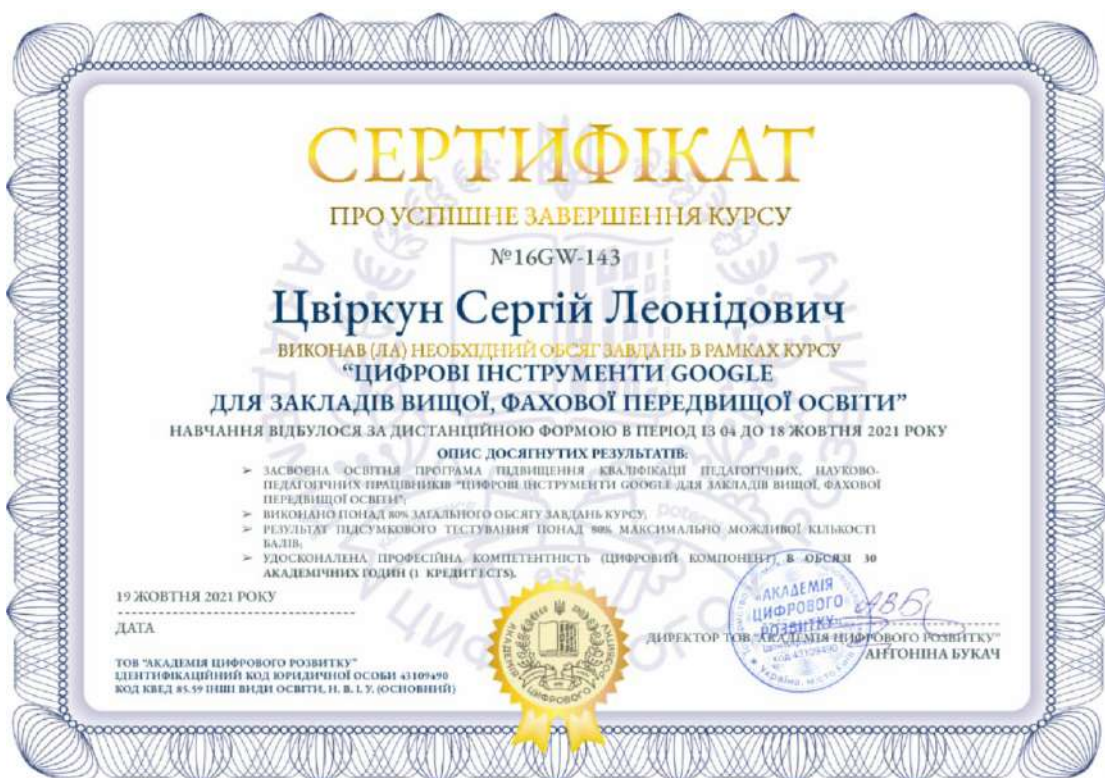 СЕРТИФІКАТ
ПРО УСПІШНЕ ЗАВЕРШЕННЯ КУРСУ
№16GW-143
Цвіркун Сергій Леонідович
ВИКОНАВ (ЛА) НЕОБХІДНИЙ ОБСЯГ ЗАВДАНЬ В РАМКАХ КУРСУ
“ЦИФРОВІ ІНСТРУМЕНТИ GOOGLE
ДЛЯ ЗАКЛАДІВ ВИЩОЇ, ФАХОВОЇ ПЕРЕДВИЩОЇ ОСВІТИ”
НАВЧАННЯ ВІДБУЛОСЯ ЗА ДИСТАНЦІЙНОЮ ФОРМОЮ В ПЕРІОД ІЗ 04 ДО 18 ЖОВТНЯ 2021 РОКУ
ОПИС ДОСЯГНУТИХ РЕЗУЛЬТАТІВ:
➢ ЗАСВОЄНА ОСВІТНЯ ПРОГРАМА ПІДВИЩЕННЯ КВАЛІФІКАЦІЇ ПЕДАГОГІЧНИХ, НАУКОВО-
ПЕДАГОГІЧНИХ ПРАЦІВНИКІВ “ЦИФРОВІ ІНСТРУМЕНТИ GOOGLE ДЛЯ ЗАКЛАДІВ ВИЩОЇ, ФАХОВОЇ
ПЕРЕДВИЩОЇ ОСВІТИ”;
➢ ВИКОНАНО ПОНАД 80% ЗАГАЛЬНОГО ОБСЯГУ ЗАВДАНЬ КУРСУ;
➢ РЕЗУЛЬТАТ ПІДСУМКОВОГО ТЕСТУВАННЯ ПОНАД 80% МАКСИМАЛЬНО МОЖЛИВОЇ КІЛЬКОСТІ
БАЛІВ;
➢ УДОСКОНАЛЕНА ПРОФЕСІЙНА КОМПЕТЕНТНІСТЬ (ЦИФРОВИЙ КОМПОНЕНТ), В ОБСЯЗІ 30
АКАДЕМІЧНИХ ГОДИН (1 КРЕДИТ ECTS).
19 ЖОВТНЯ 2021 РОКУ
ДАТА
АКАДЕМІЯ
ЦИФРОВОГО
РОЗВИТКУ
ДИРЕКТОР ТОВ “АКАДЕМІЯ ЦИФРОВОГО РОЗВИТКУ”
АНТОНІНА БУКАЧ
ТОВ “АКАДЕМІЯ ЦИФРОВОГО РОЗВИТКУ”
ІДЕНТИФІКАЦІЙНИЙ КОД ЮРИДИЧНОЇ ОСОБИ 43109490
КОД КВЕД 85.59 ІНШІ ВИДИ ОСВІТИ, Н. В. І. У. (ОСНОВНИЙ)